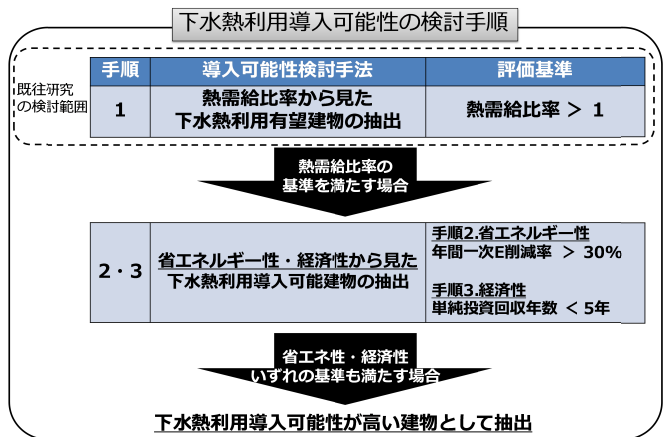 下水熱利用導入可能性の検討手順
既往研究
の検討範囲
手順
導入可能性検討手法
評価基準
1
熱需給比率から見た
下水熱利用有望建物の抽出
熱需給比率 ＞ 1
熱需給比率の
基準を満たす場合
2・3
省エネルギー性・経済性から見た
下水熱利用導入可能建物の抽出
手順2.省エネルギー性
年間一次E削減率 ＞ 30%
手順3.経済性
単純投資回収年数 ＜ 5年
省エネ性・経済性
いずれの基準も満たす場合
下水熱利用導入可能性が高い建物として抽出